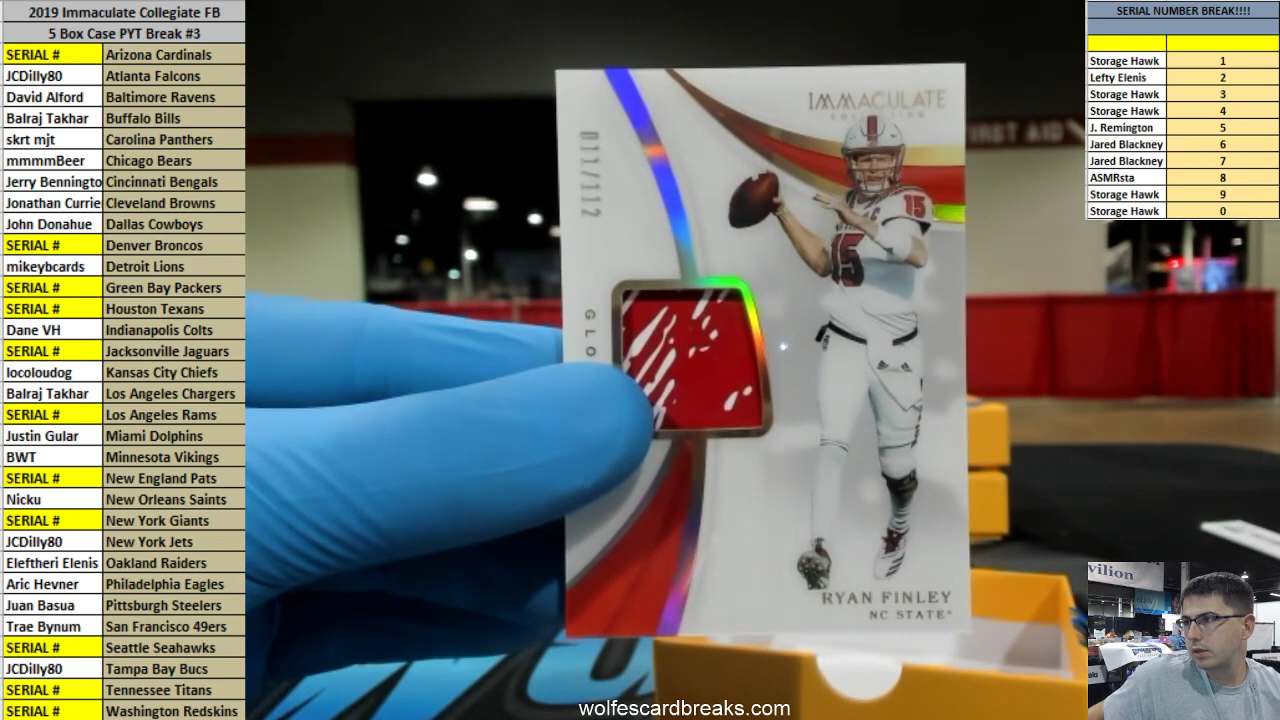 2019 Immaculate Collegiate FB
5 Box Case PYT Break #3
SERIAL # Arizona Cardinals
JCDilly80 Atlanta Falcons
David Alford Baltimore Ravens
Balraj Takhar Buffalo Bills
skrt mjt Carolina Panthers
mmmmBeer Chicago Bears
Jerry Benningto Cincinnati Bengals
Jonathan Currie Cleveland Browns
John Donahue Dallas Cowboys
SERIAL # Denver Broncos
mikeybcards Detroit Lions
SERIAL # Green Bay Packers
SERIAL # Houston Texans
Dane VH Indianapolis Colts
SERIAL # Jacksonville Jaguars
locoloudog Kansas City Chiefs
Balraj Takhar Los Angeles Chargers
SERIAL # Los Angeles Rams
Justin Gular Miami Dolphins
BWT Minnesota Vikings
SERIAL # New England Pats
Nicku New Orleans Saints
SERIAL # New York Giants
JCDilly80 New York Jets
Eleftheri Elenis Oakland Raiders
Aric Hevner Philadelphia Eagles
Juan Basua Pittsburgh Steelers
Trae Bynum San Francisco 49ers
SERIAL # Seattle Seahawks
JCDilly80 Tampa Bay Bucs
SERIAL # Tennessee Titans
SERIAL # Washington Redskins
IMMACULATE
COLLECTION
011/112
GLO
15
15
RYAN FINLEY
NC STATE
FIRST AID
wolfescardbreaks.com
SERIAL NUMBER BREAK!!!!
Storage Hawk 1
Lefty Elenis 2
Storage Hawk 3
Storage Hawk 4
J. Remington 5
Jared Blackney 6
Jared Blackney 7
ASMRsta 8
Storage Hawk 9
Storage Hawk 0
vilion